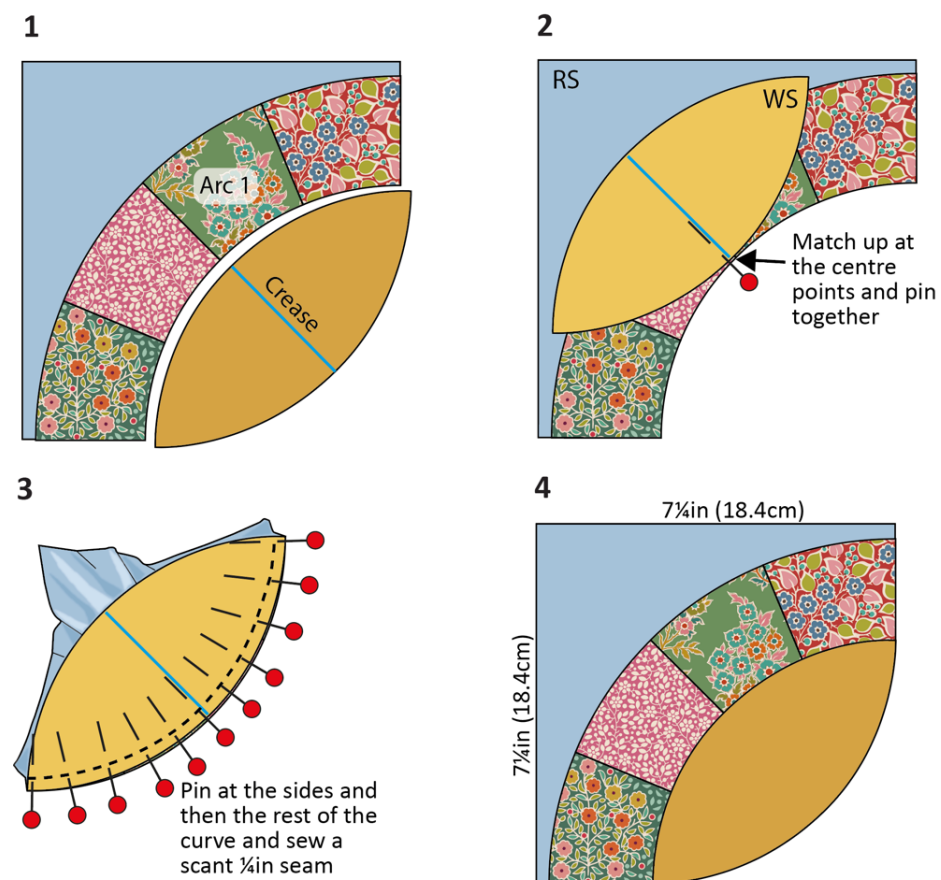 1
Arc 1
Crease
2
RS
WS
Match up at
the centre
points and pin
together
3
Pin at the sides and
then the rest of the
curve and sew a
scant ¼in seam
4
7¼in (18.4cm)
7¼in (18.4cm)